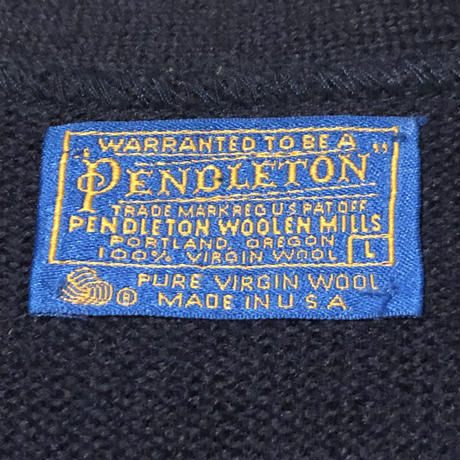 WARRANTED TO BE A
"PENDLETON"
TRADE MARK REG U.S. PAT OFF
PENDLETON WOOLEN MILLS
PORTLAND, OREGON
100% VIRGIN WOOL L
® PURE VIRGIN WOOL
MADE IN U S A